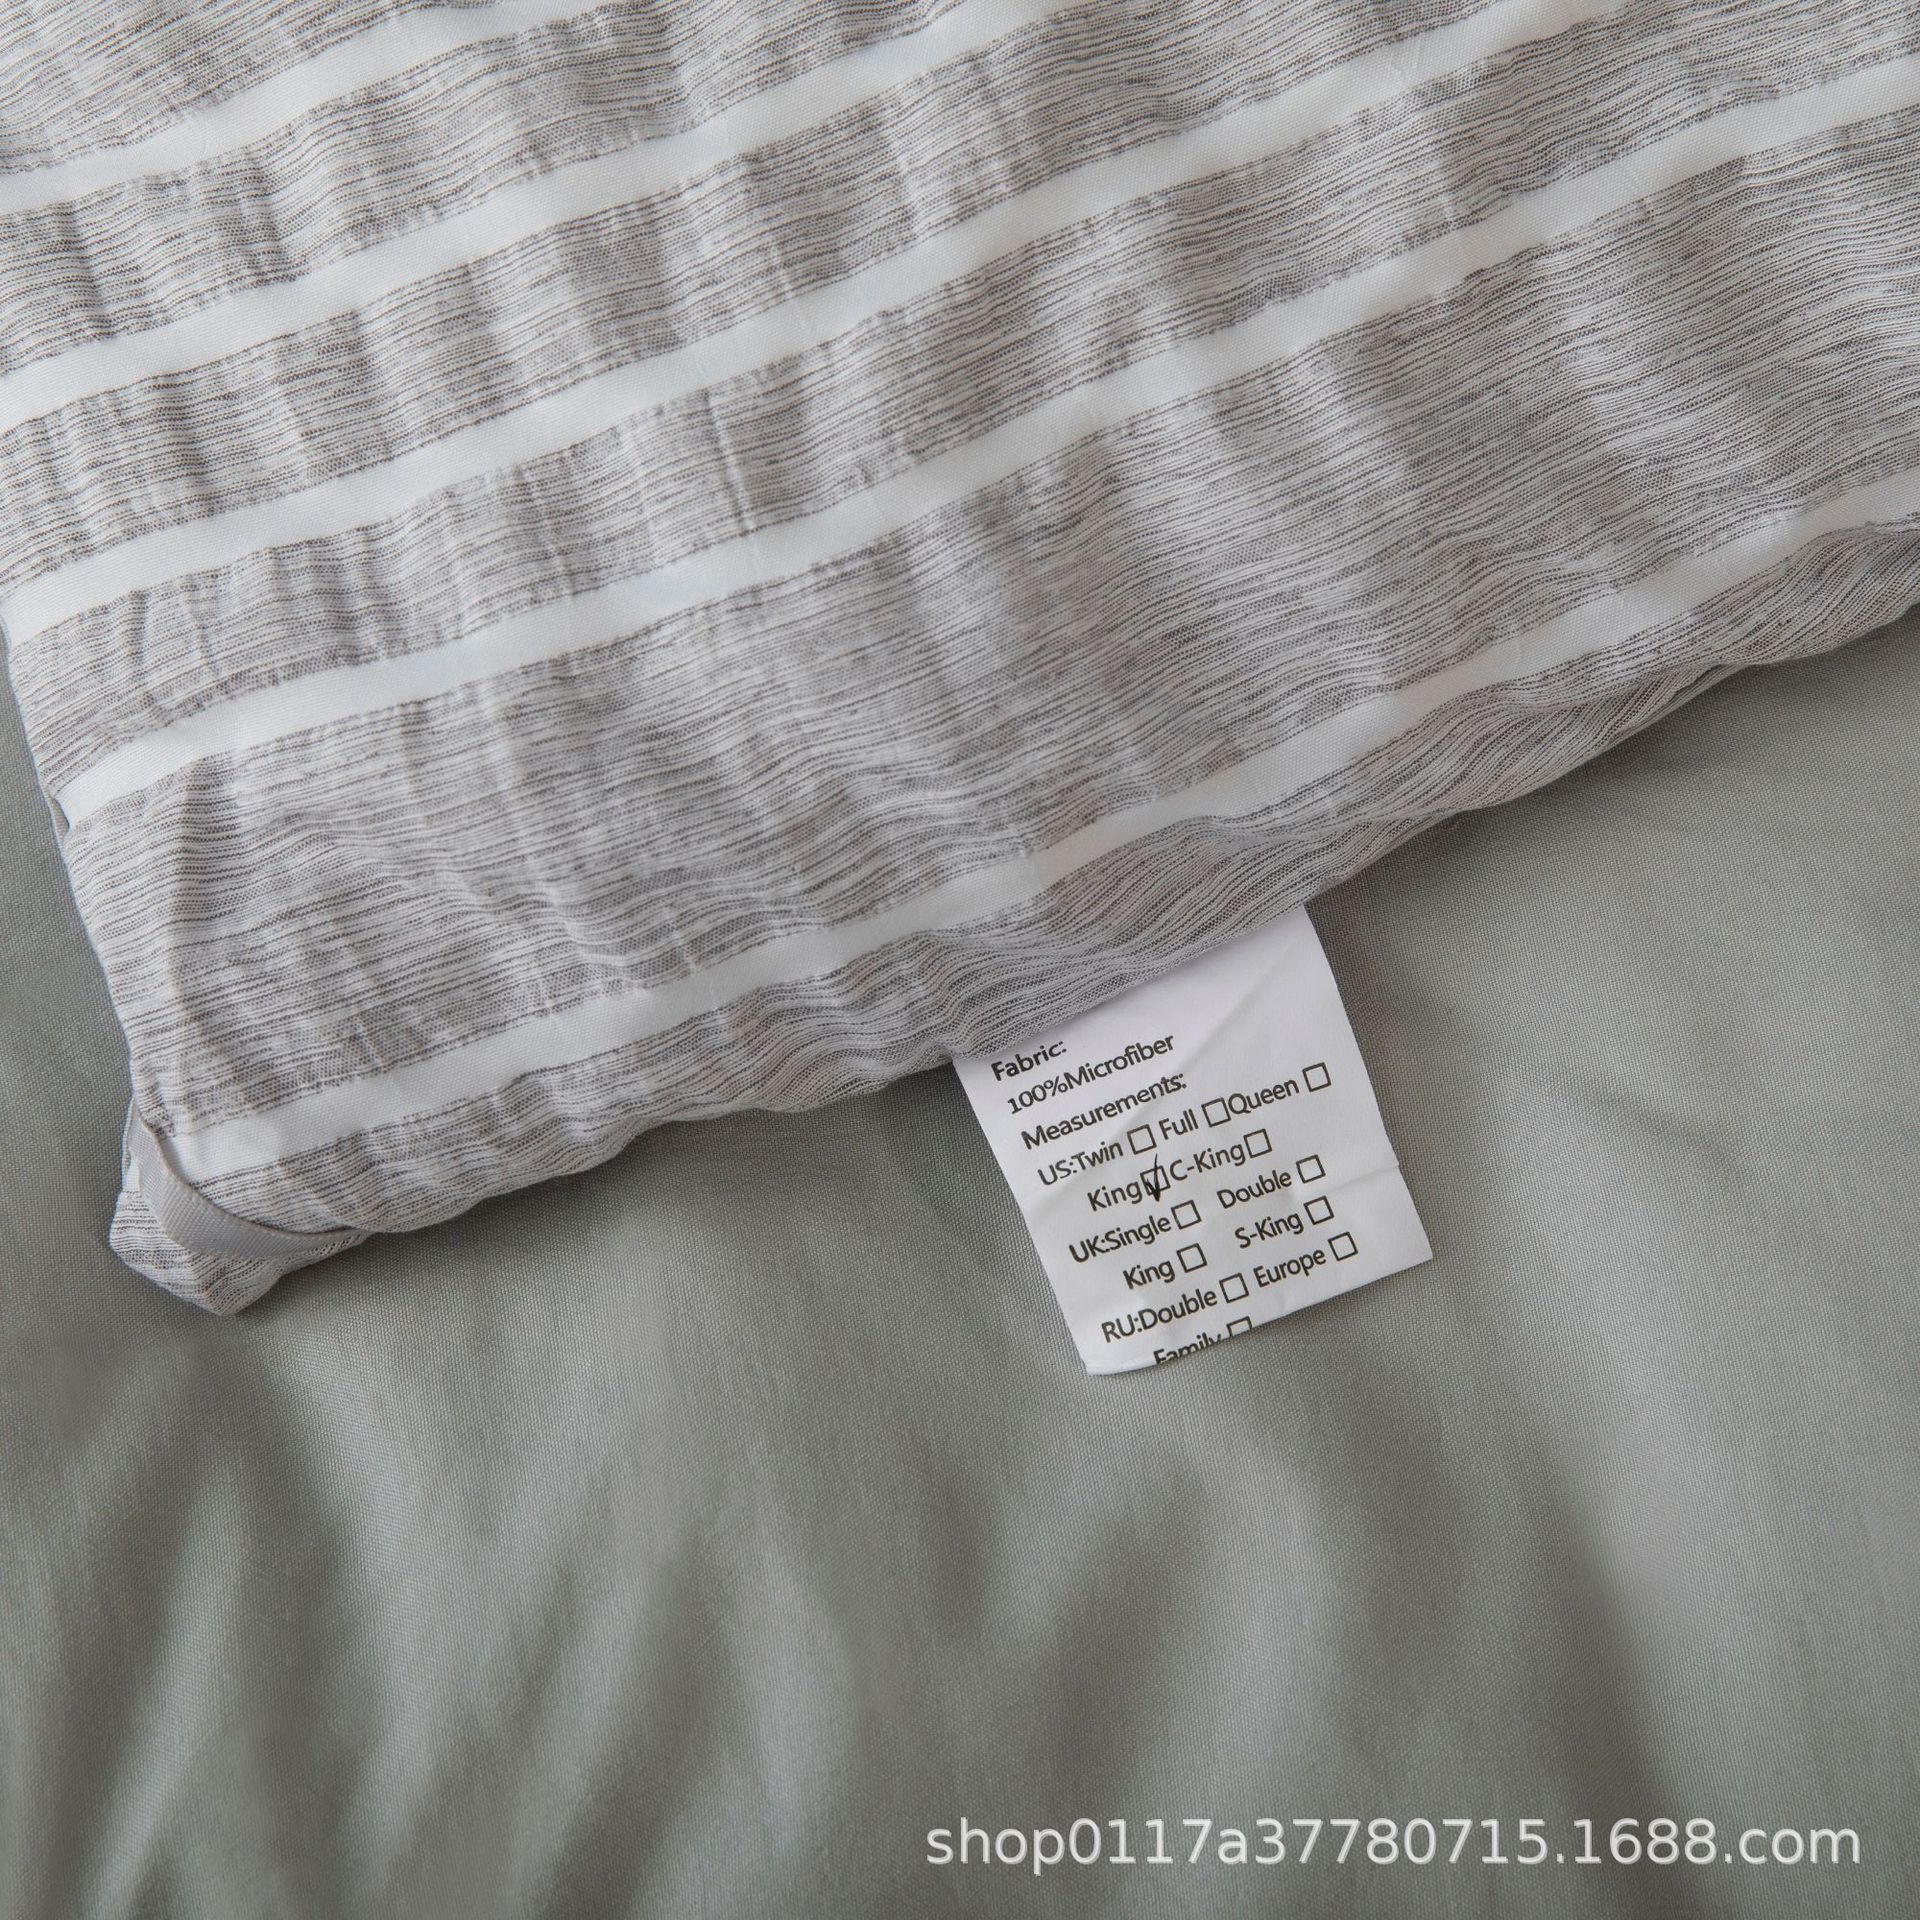 Fabric:
100%Microfiber
Measurements:
US:Twin □ Full □Queen □
King☑C-King□
UK:Single□ Double□
King □ S-King□
RU:Double□ Europe□
Family□
shop0117a37780715.1688.com